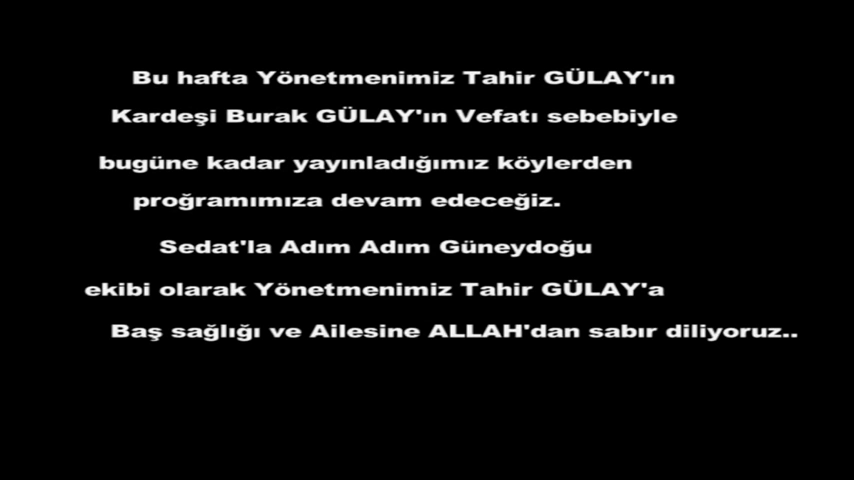 Bu hafta Yönetmenimiz Tahir GÜLAY'ın
Kardeşi Burak GÜLAY'ın Vefatı sebebiyle
bugüne kadar yayınladığımız köylerden
proğramımıza devam edeceğiz.
Sedat'la Adım Adım Güneydoğu
ekibi olarak Yönetmenimiz Tahir GÜLAY'a
Baş sağlığı ve Ailesine ALLAH'dan sabır diliyoruz..